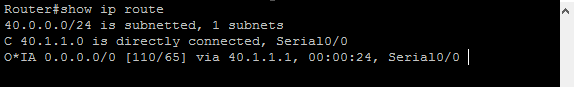 Router#show ip route
40.0.0.0/24 is subnetted, 1 subnets
C 40.1.1.0 is directly connected, Serial0/0
O*IA 0.0.0.0/0 [110/65] via 40.1.1.1, 00:00:24, Serial0/0